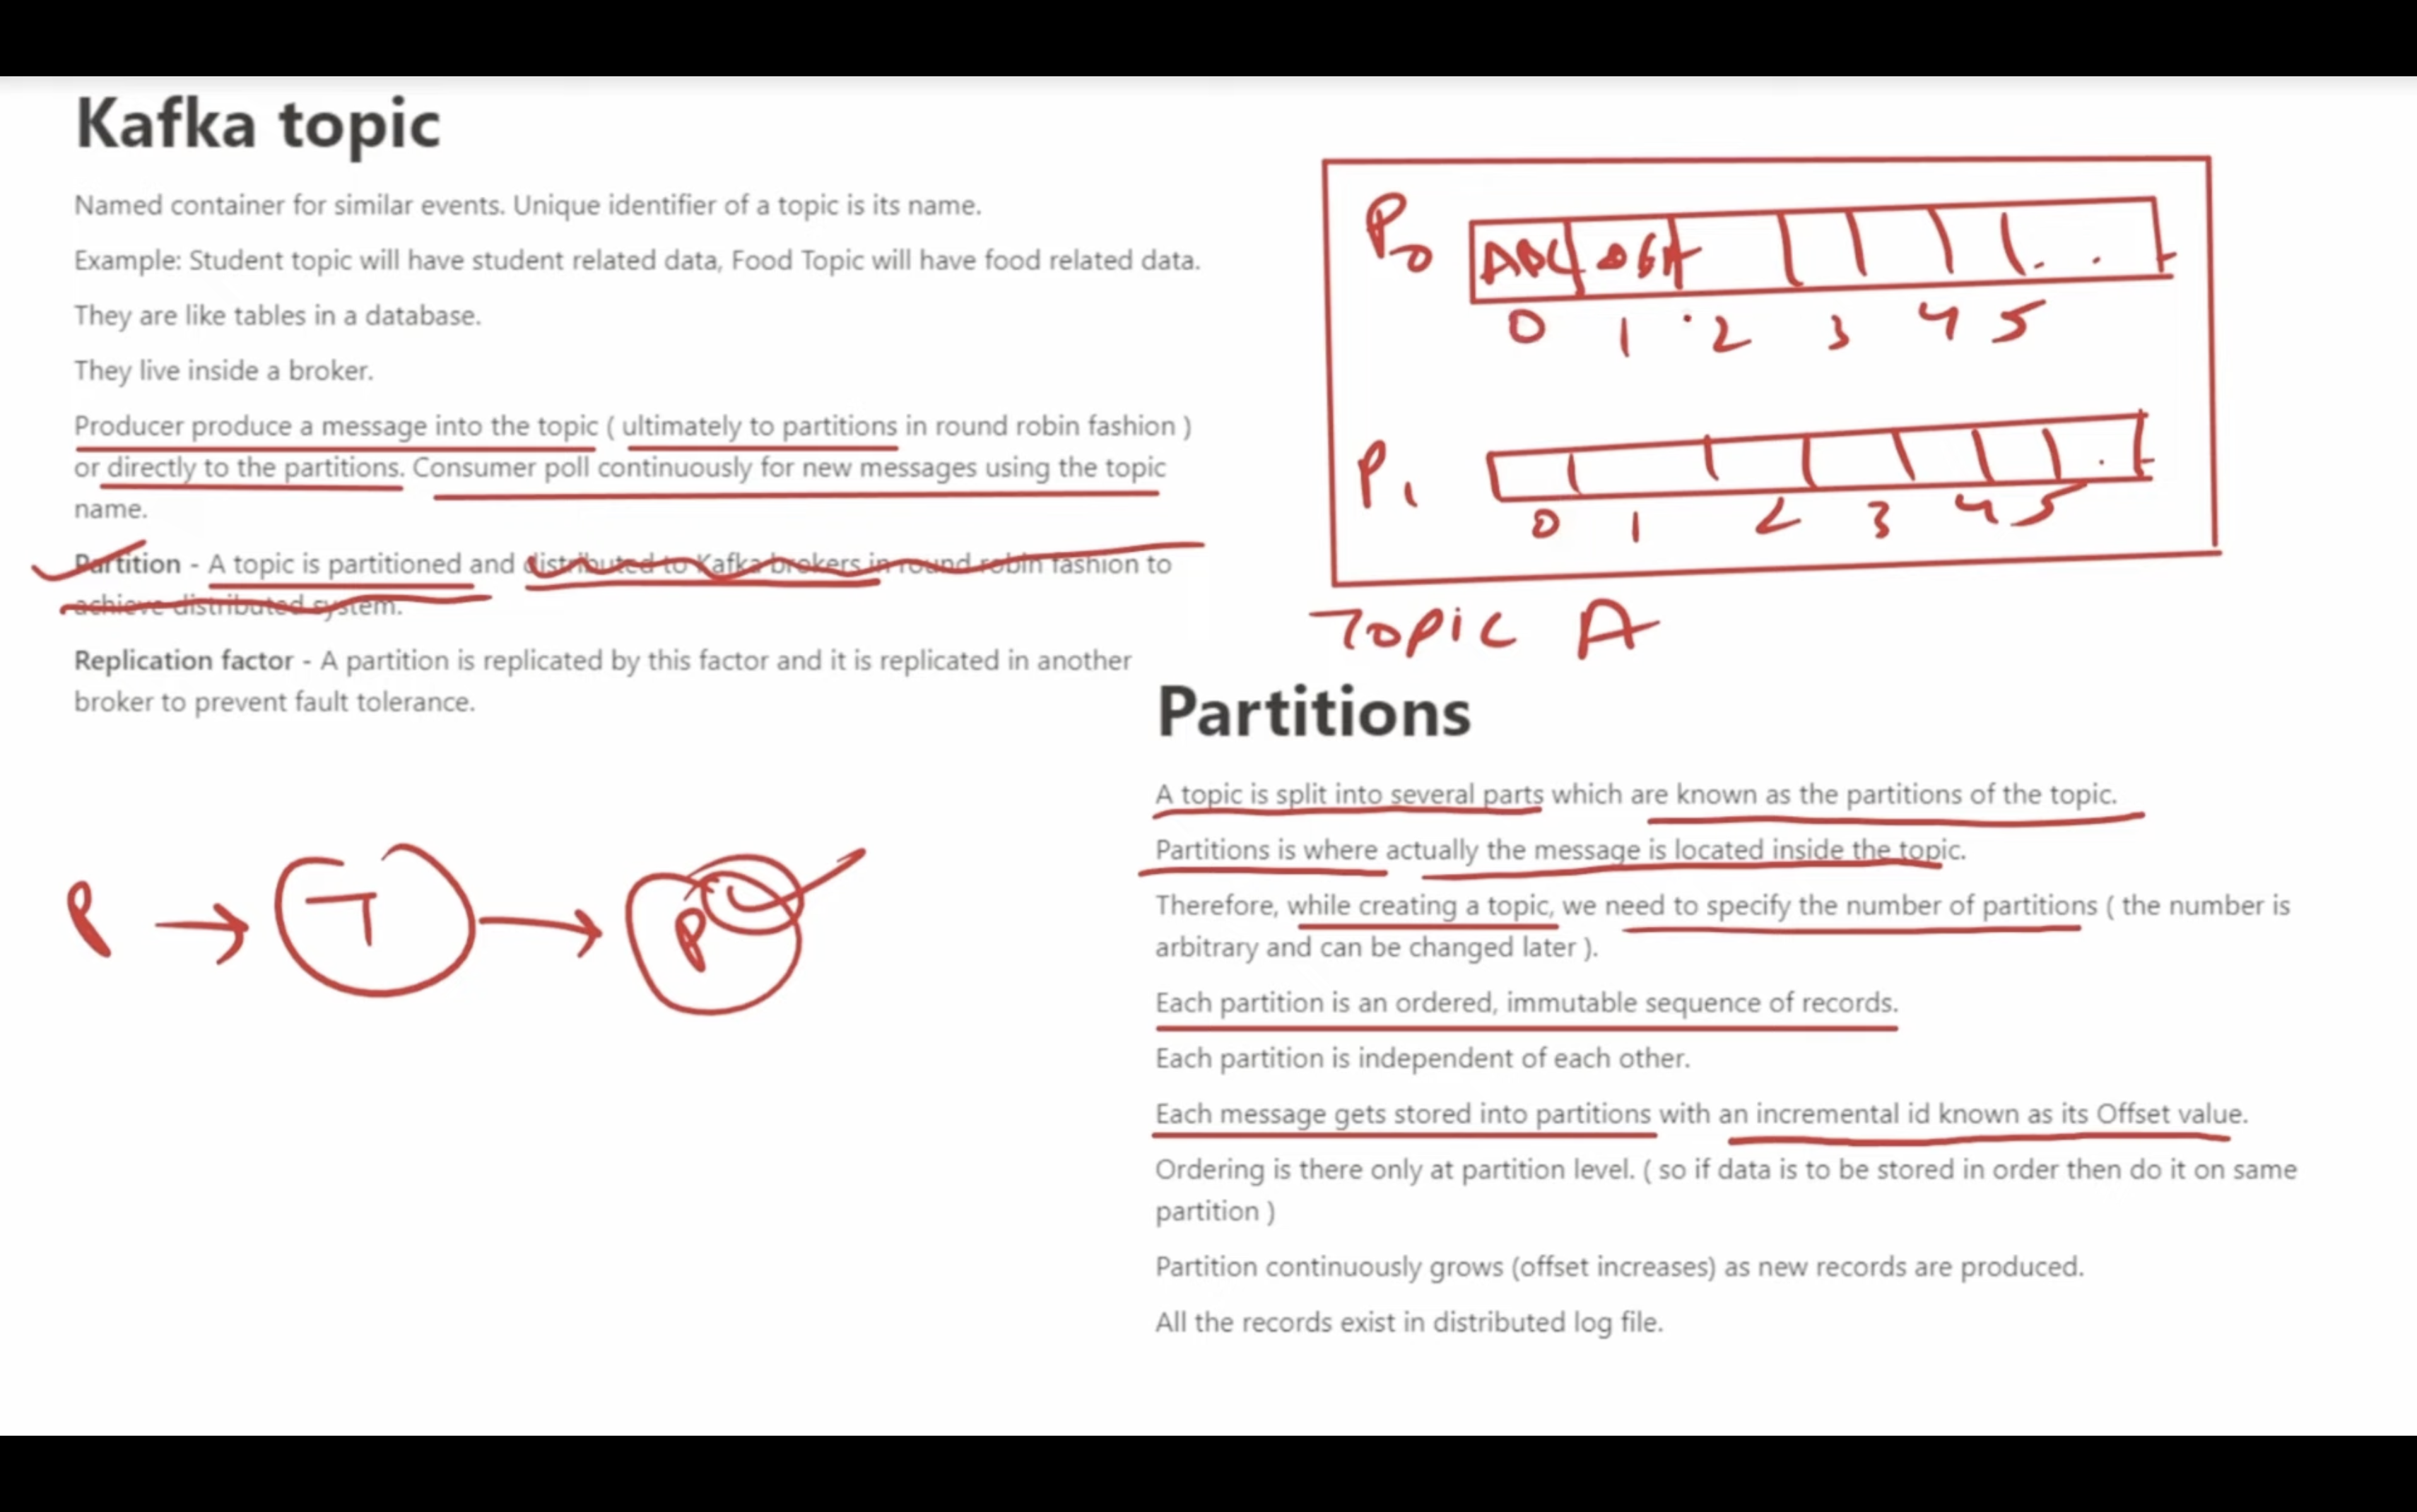 Kafka topic
Named container for similar events. Unique identifier of a topic is its name.
Example: Student topic will have student related data, Food Topic will have food related data.
They are like tables in a database.
They live inside a broker.
Producer produce a message into the topic ( ultimately to partitions in round robin fashion )
or directly to the partitions. Consumer poll continuously for new messages using the topic
name.
Partition - A topic is partitioned and distributed to Kafka brokers in round robin fashion to
achieve distributed system.
Replication factor - A partition is replicated by this factor and it is replicated in another
broker to prevent fault tolerance.
P T P
P0
0 1 2 3 4 5
P1
0 1 2 3 4 5
TOPIC A
Partitions
A topic is split into several parts which are known as the partitions of the topic.
Partitions is where actually the message is located inside the topic.
Therefore, while creating a topic, we need to specify the number of partitions ( the number is
arbitrary and can be changed later ).
Each partition is an ordered, immutable sequence of records.
Each partition is independent of each other.
Each message gets stored into partitions with an incremental id known as its Offset value.
Ordering is there only at partition level. ( so if data is to be stored in order then do it on same
partition )
Partition continuously grows (offset increases) as new records are produced.
All the records exist in distributed log file.